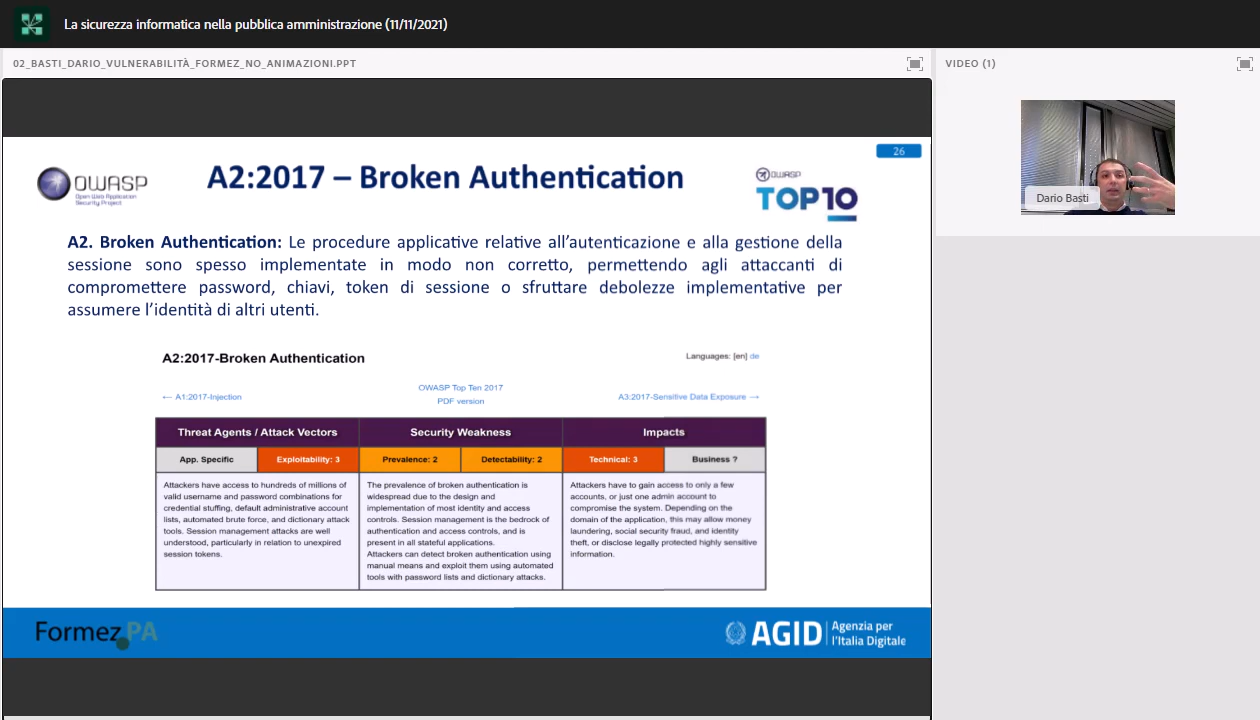 La sicurezza informatica nella pubblica amministrazione (11/11/2021)
02_BASTI_DARIO_VULNERABILITÀ_FORMEZ_NO_ANIMAZIONI.PPT
VIDEO (1)
Dario Basti
26
OWASP
Open Web Application
Security Project
A2:2017 – Broken Authentication
OWASP
TOP10
A2. Broken Authentication: Le procedure applicative relative all’autenticazione e alla gestione della
sessione sono spesso implementate in modo non corretto, permettendo agli attaccanti di
compromettere password, chiavi, token di sessione o sfruttare debolezze implementative per
assumere l’identità di altri utenti.
A2:2017-Broken Authentication
Languages: [en] de
← A1:2017-Injection
OWASP Top Ten 2017
PDF version
A3:2017-Sensitive Data Exposure →
Threat Agents / Attack Vectors
Security Weakness
Impacts
App. Specific
Exploitability: 3
Prevalence: 2
Detectability: 2
Technical: 3
Business ?
Attackers have access to hundreds of millions of
valid username and password combinations for
credential stuffing, default administrative account
lists, automated brute force, and dictionary attack
tools. Session management attacks are well
understood, particularly in relation to unexpired
session tokens.
The prevalence of broken authentication is
widespread due to the design and
implementation of most identity and access
controls. Session management is the bedrock of
authentication and access controls, and is
present in all stateful applications.
Attackers can detect broken authentication using
manual means and exploit them using automated
tools with password lists and dictionary attacks.
Attackers have to gain access to only a few
accounts, or just one admin account to
compromise the system. Depending on the
domain of the application, this may allow money
laundering, social security fraud, and identity
theft, or disclose legally protected highly sensitive
information.
Formez PA
AGID
Agenzia per
l’Italia Digitale